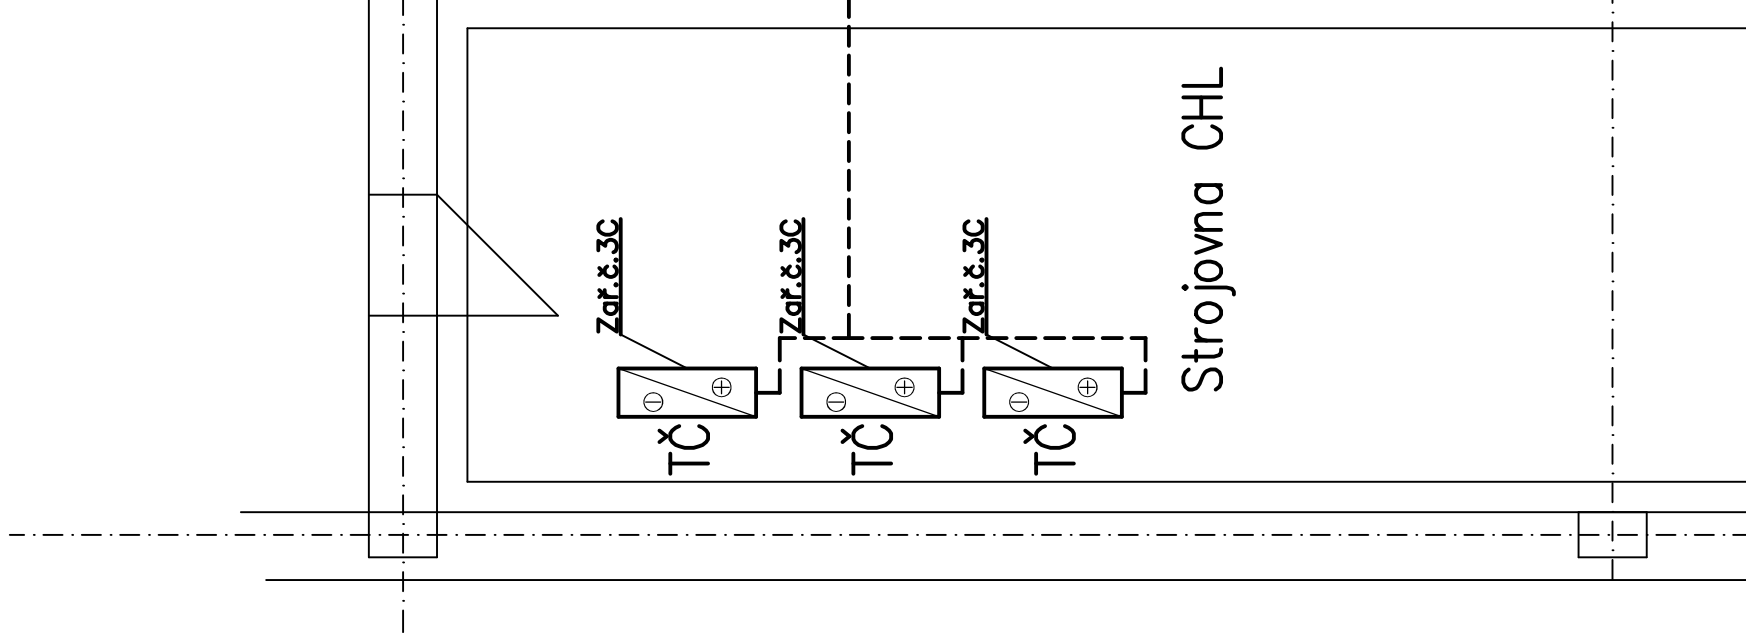 Zař.č.3C
Zař.č.3C
Zař.č.3C
TČ
TČ
TČ
Strojovna CHL